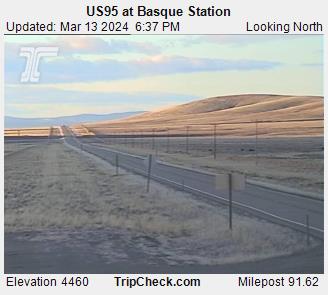 US95 at Basque Station
Updated: Mar 13 2024 6:37 PM Looking North
Elevation 4460 TripCheck.com Milepost 91.62